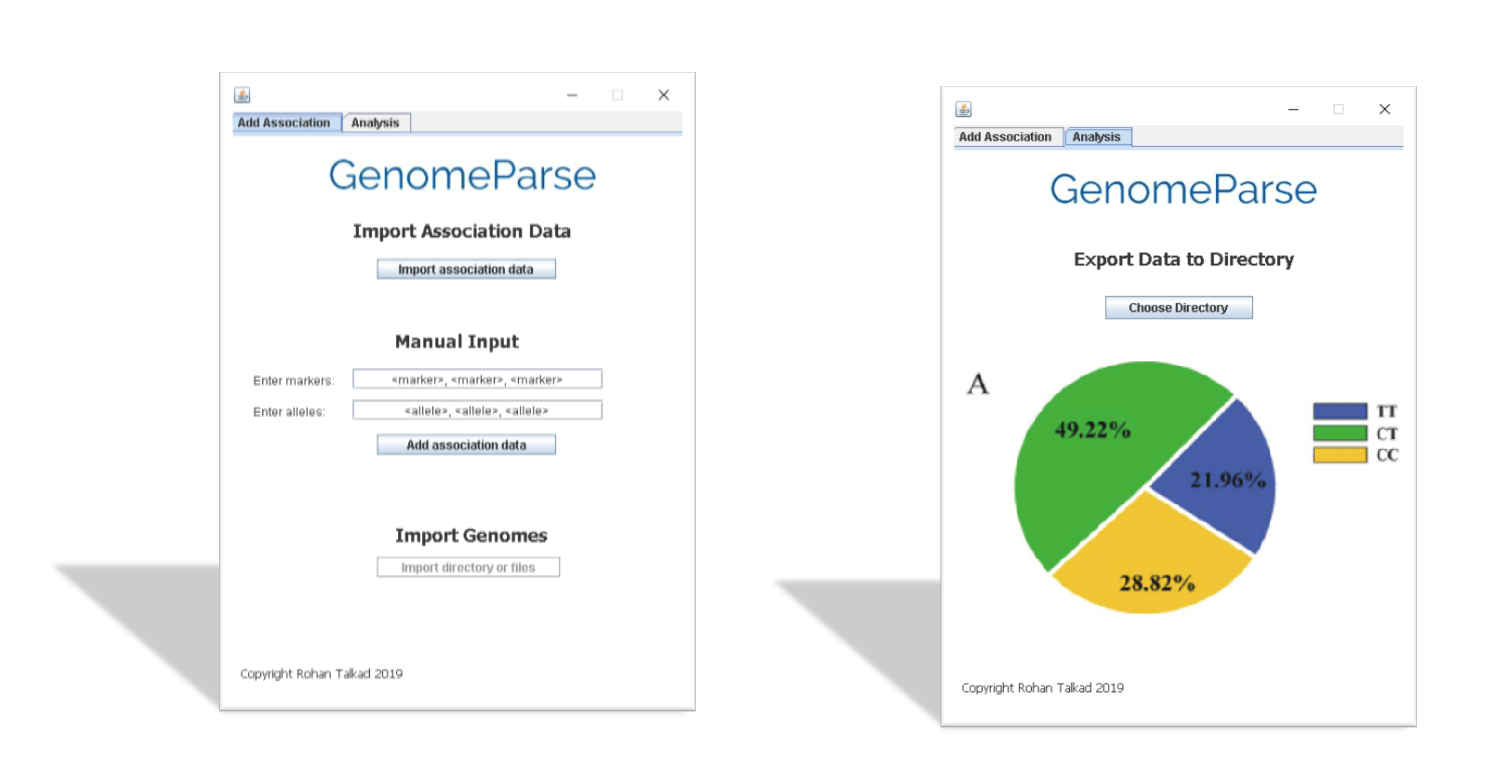 Add Association Analysis
GenomeParse
Import Association Data
Import association data
Manual Input
Enter markers: <marker>, <marker>, <marker>
Enter alleles: <allele>, <allele>, <allele>
Add association data
Import Genomes
Import directory or files
Copyright Rohan Talkad 2019
Add Association Analysis
GenomeParse
Export Data to Directory
Choose Directory
A
49.22%
21.96%
28.82%
TT
CT
CC
Copyright Rohan Talkad 2019